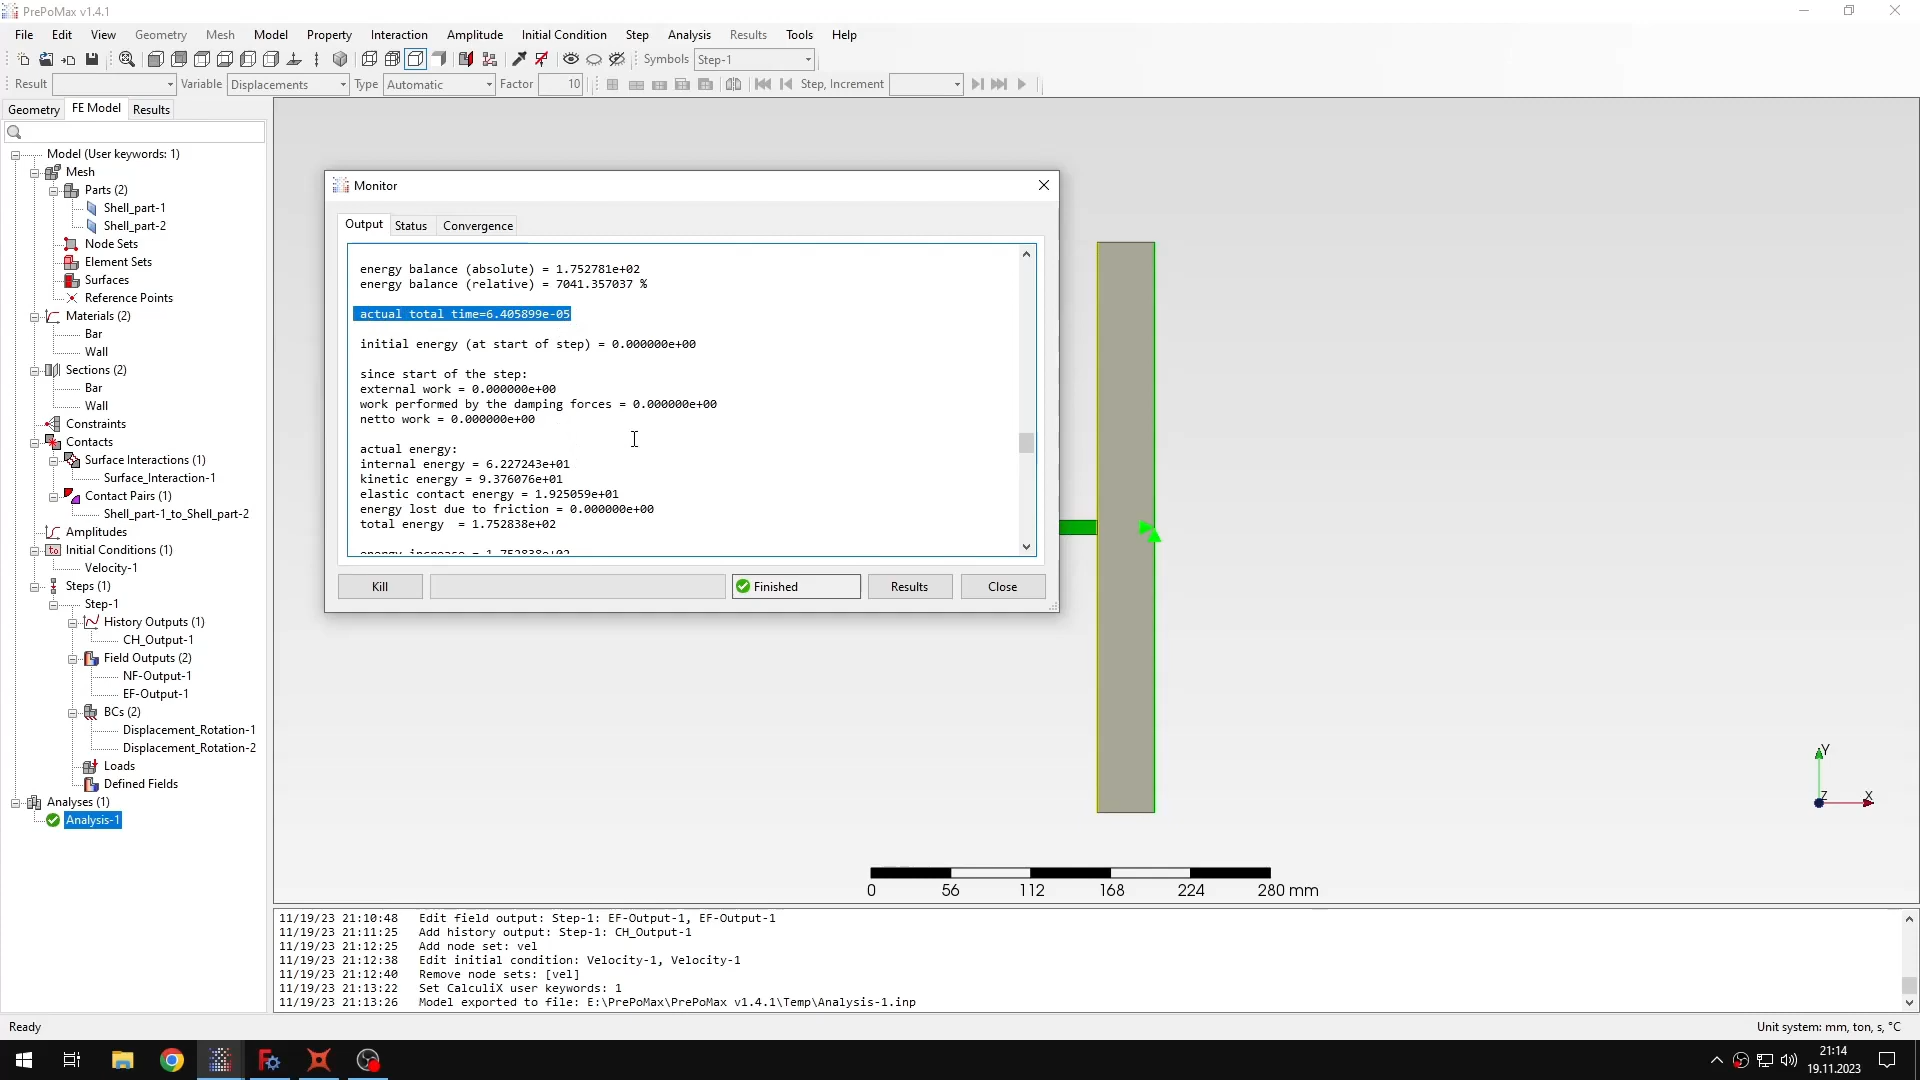 PrePoMax v1.4.1
File Edit View Geometry Mesh Model Property Interaction Amplitude Initial Condition Step Analysis Results Tools Help
Symbols Step-1
Result Variable Displacements Type Automatic Factor 10 Step, Increment
Geometry FE Model Results
Model (User keywords: 1)
Mesh
Parts (2)
Shell_part-1
Shell_part-2
Node Sets
Element Sets
Surfaces
Reference Points
Materials (2)
Bar
Wall
Sections (2)
Bar
Wall
Constraints
Contacts
Surface Interactions (1)
Surface_Interaction-1
Contact Pairs (1)
Shell_part-1_to_Shell_part-2
Amplitudes
Initial Conditions (1)
Velocity-1
Steps (1)
Step-1
History Outputs (1)
CH_Output-1
Field Outputs (2)
NF-Output-1
EF-Output-1
BCs (2)
Displacement_Rotation-1
Displacement_Rotation-2
Loads
Defined Fields
Analyses (1)
Analysis-1
Monitor
Output Status Convergence
energy balance (absolute) = 1.752781e+02
energy balance (relative) = 7041.357037 %
actual total time=6.405899e-05
initial energy (at start of step) = 0.000000e+00
since start of the step:
external work = 0.000000e+00
work performed by the damping forces = 0.000000e+00
netto work = 0.000000e+00
actual energy:
internal energy = 6.227243e+01
kinetic energy = 9.376076e+01
elastic contact energy = 1.925059e+01
energy lost due to friction = 0.000000e+00
total energy  = 1.752838e+02
energy increase = 1.752838e+02
Kill Finished Results Close
Y
Z X
0 56 112 168 224 280 mm
11/19/23 21:10:48 Edit field output: Step-1: EF-Output-1, EF-Output-1
11/19/23 21:11:25 Add history output: Step-1: CH_Output-1
11/19/23 21:12:25 Add node set: vel
11/19/23 21:12:38 Edit initial condition: Velocity-1, Velocity-1
11/19/23 21:12:40 Remove node sets: [vel]
11/19/23 21:13:22 Set CalculiX user keywords: 1
11/19/23 21:13:26 Model exported to file: E:\PrePoMax\PrePoMax v1.4.1\Temp\Analysis-1.inp
Ready Unit system: mm, ton, s, °C
21:14
19.11.2023